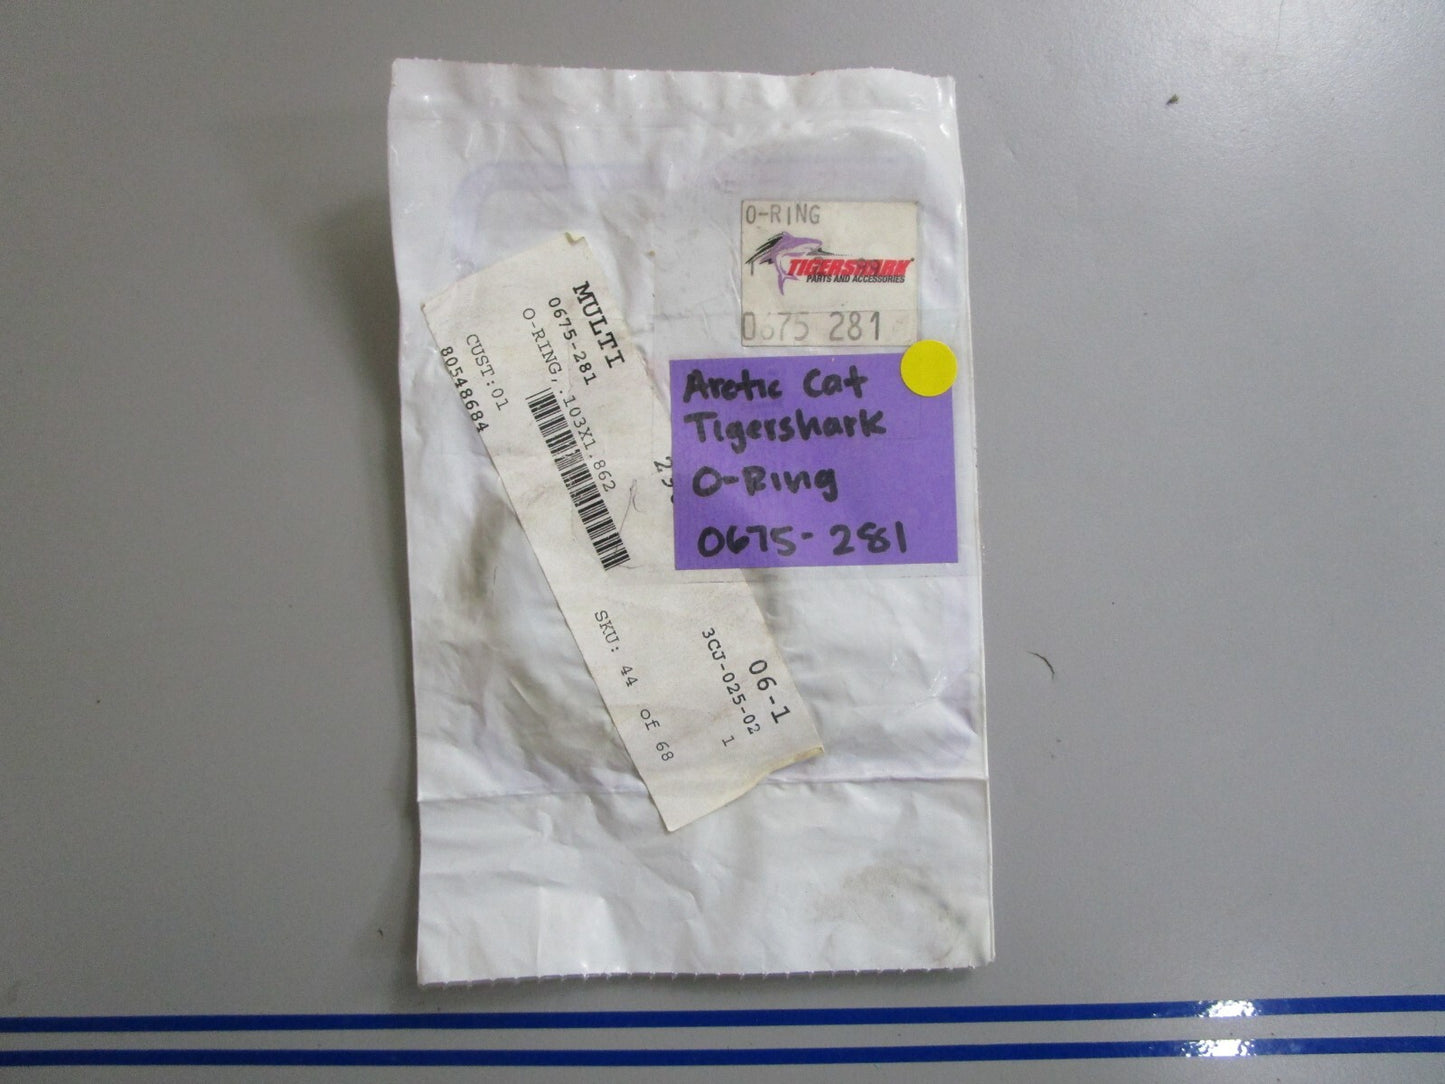 O-RING
TIGERSHARK
PARTS AND ACCESSORIES
0675 281
Arctic Cat
Tigershark
O-Ring
0675-281
MULTI
0675-281
O-RING,.103X1.862
CUST:01
80548684
SKU: 44 of 68
06-1
3CJ-025-02
1